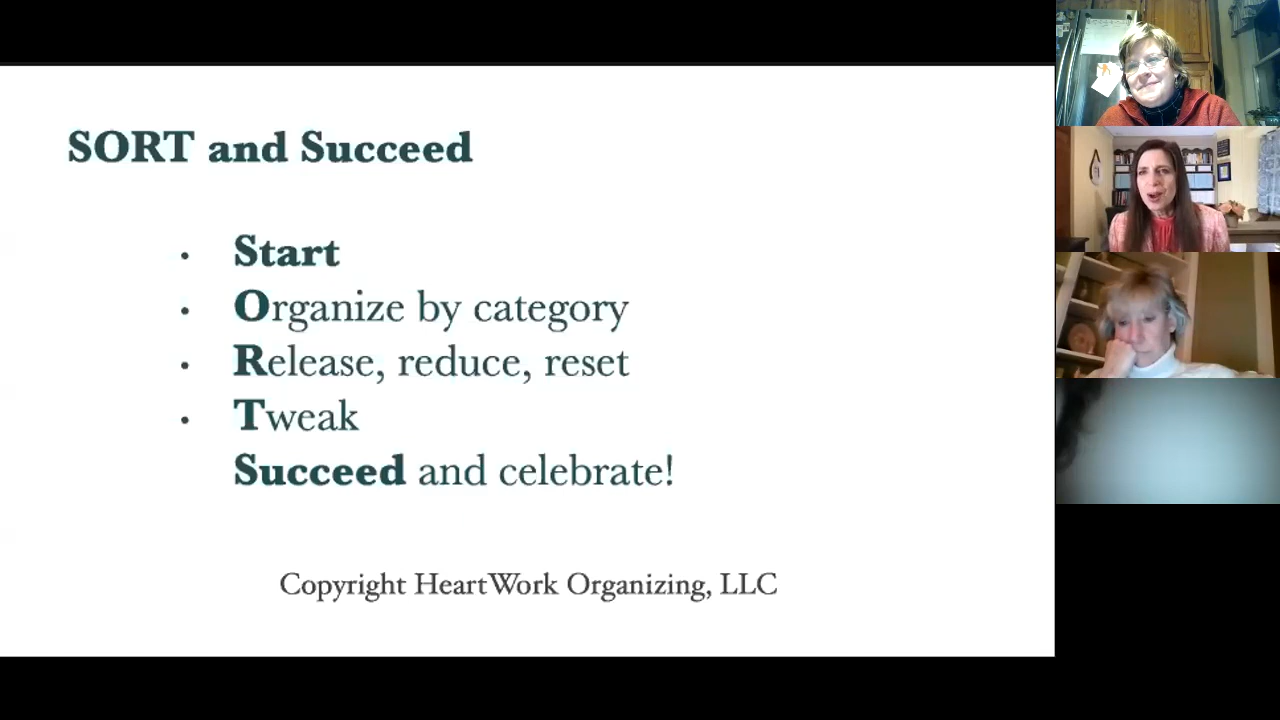 SORT and Succeed
• Start
• Organize by category
• Release, reduce, reset
• Tweak
Succeed and celebrate!
Copyright HeartWork Organizing, LLC